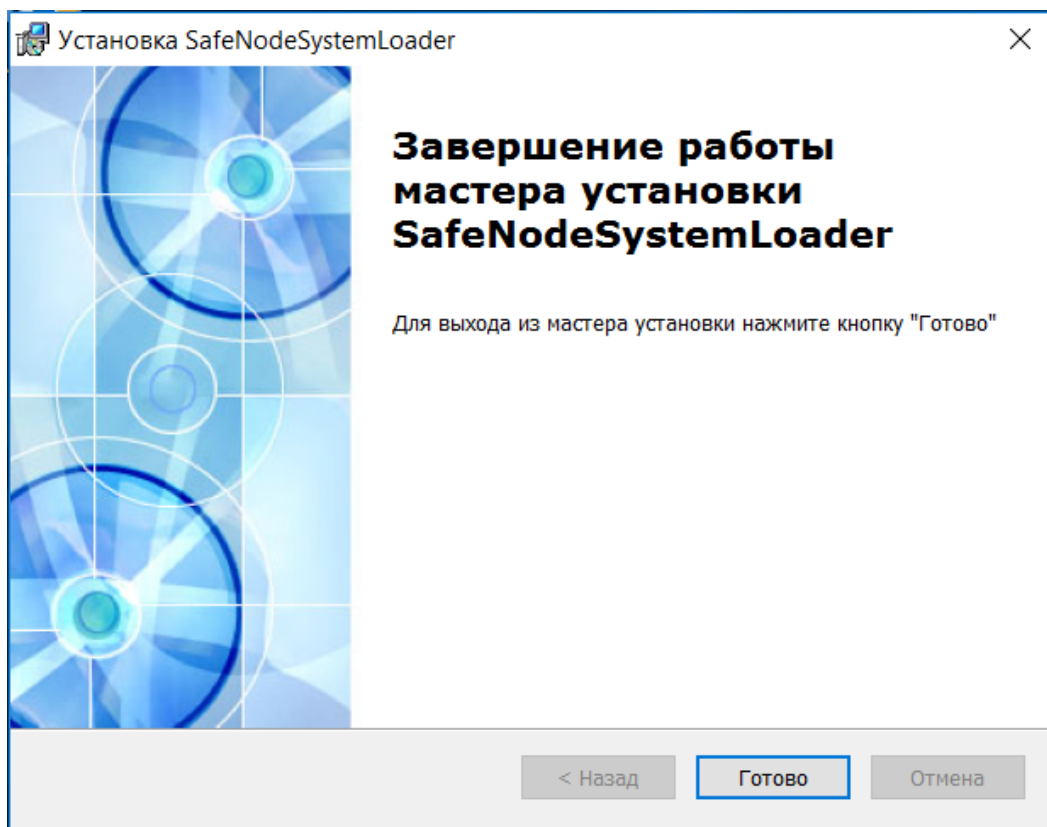 Установка SafeNodeSystemLoader
Завершение работы
мастера установки
SafeNodeSystemLoader
Для выхода из мастера установки нажмите кнопку "Готово"
< Назад
Готово
Отмена